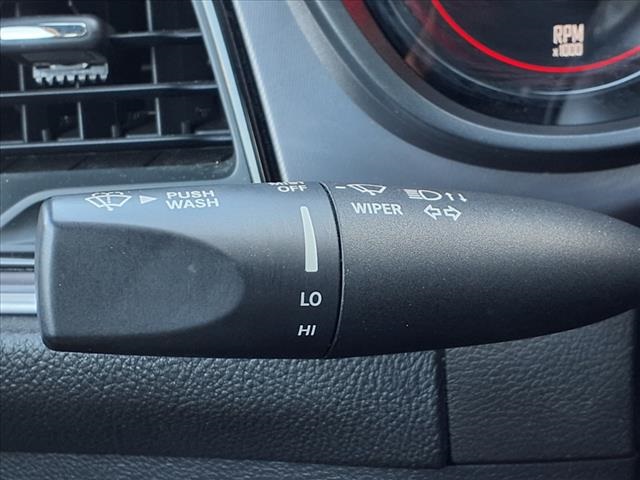 RPM
x1000
OFF
PUSH
WASH
WIPER
LO
HI